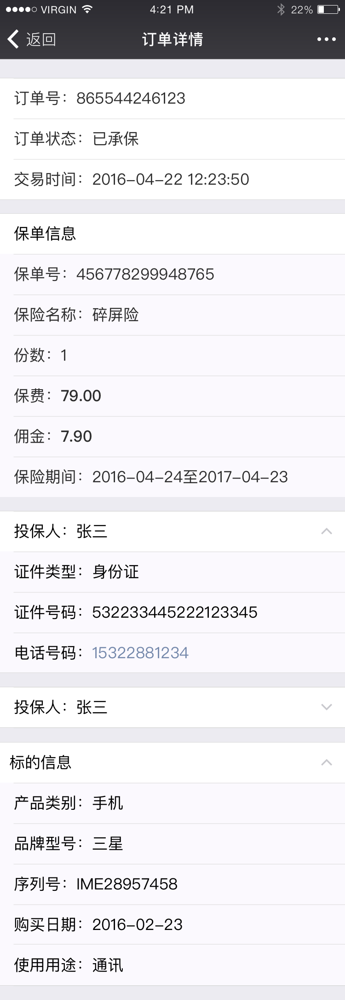 VIRGIN 4:21 PM 22%
返回 订单详情
订单号：865544246123
订单状态：已承保
交易时间：2016-04-22 12:23:50
保单信息
保单号：456778299948765
保险名称：碎屏险
份数：1
保费：79.00
佣金：7.90
保险期间：2016-04-24至2017-04-23
投保人：张三
证件类型：身份证
证件号码：532233445222123345
电话号码：15322881234
投保人：张三
标的信息
产品类别：手机
品牌型号：三星
序列号：IME28957458
购买日期：2016-02-23
使用用途：通讯